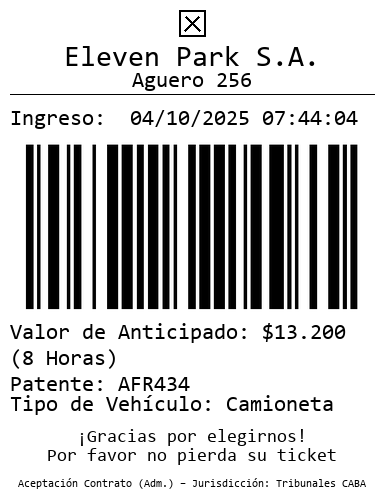 Eleven Park S.A.
Aguero 256
Ingreso: 04/10/2025 07:44:04
Valor de Anticipado: $13.200
(8 Horas)
Patente: AFR434
Tipo de Vehículo: Camioneta
¡Gracias por elegirnos!
Por favor no pierda su ticket
Aceptación Contrato (Adm.) – Jurisdicción: Tribunales CABA